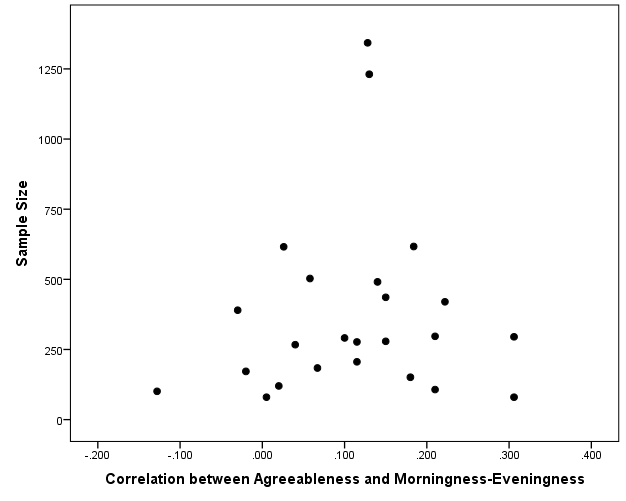 1250
1000
750
500
250
0
Sample Size
-.200 -.100 .000 .100 .200 .300 .400
Correlation between Agreeableness and Morningness-Eveningness